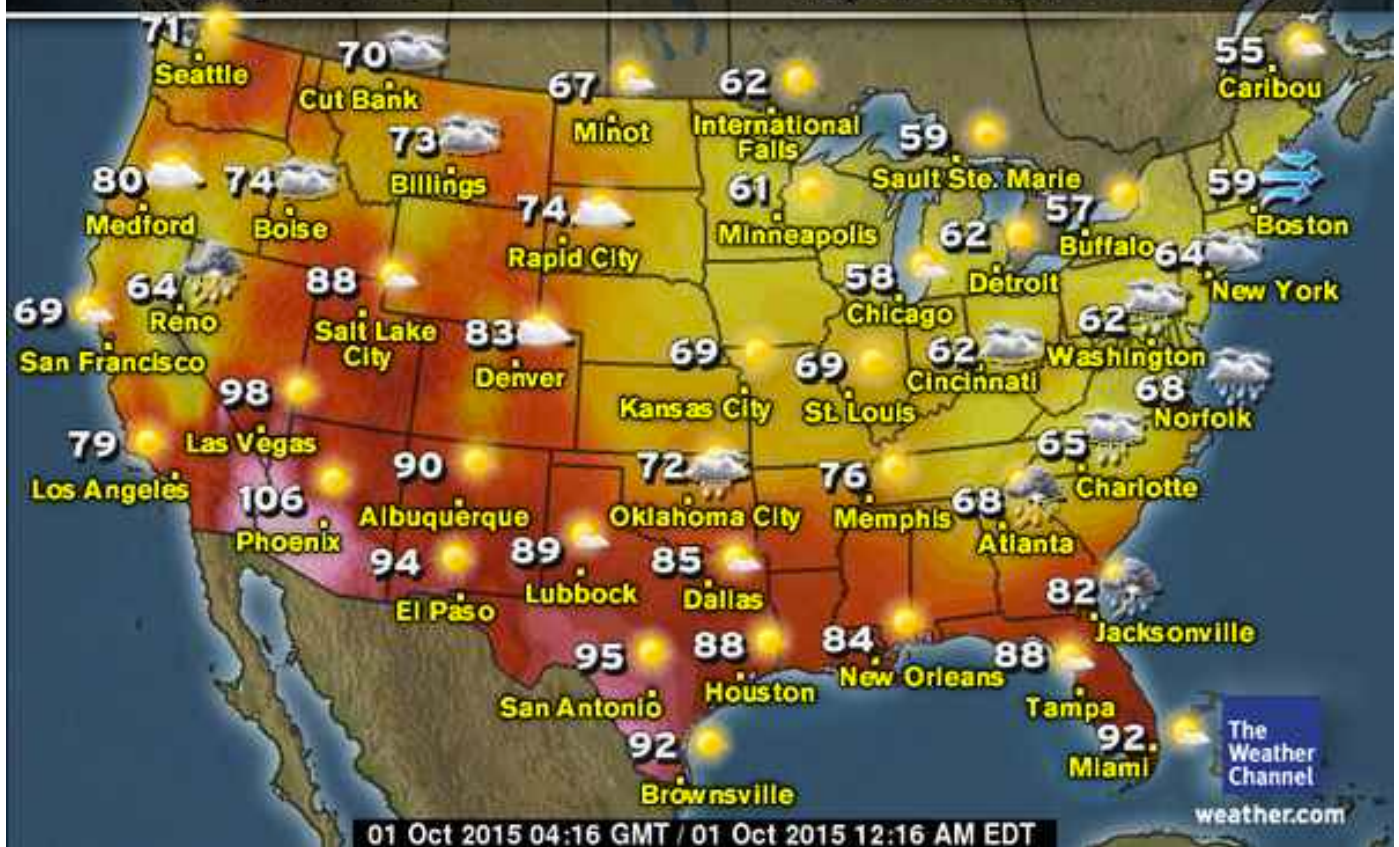 71
Seattle
70
Cut Bank
67
Minot
62
International
Falls
55
Caribou
73
Billings
59
Sault Ste. Marie
80
Medford
74
Boise
74
Rapid City
61
Minneapolis
62
Detroit
57
Buffalo
59
Boston
64
New York
64
Reno
88
Salt Lake
City
58
Chicago
69
San Francisco
83
Denver
69
Kansas City
69
St. Louis
62
Cincinnati
62
Washington
68
Norfolk
98
Las Vegas
79
Los Angeles
90
Albuquerque
72
Oklahoma City
76
Memphis
65
Charlotte
106
Phoenix
68
Atlanta
94
El Paso
89
Lubbock
85
Dallas
82
Jacksonville
95
San Antonio
88
Houston
84
New Orleans
88
Tampa
92
Brownsville
92
Miami
The
Weather
Channel
weather.com
01 Oct 2015 04:16 GMT / 01 Oct 2015 12:16 AM EDT